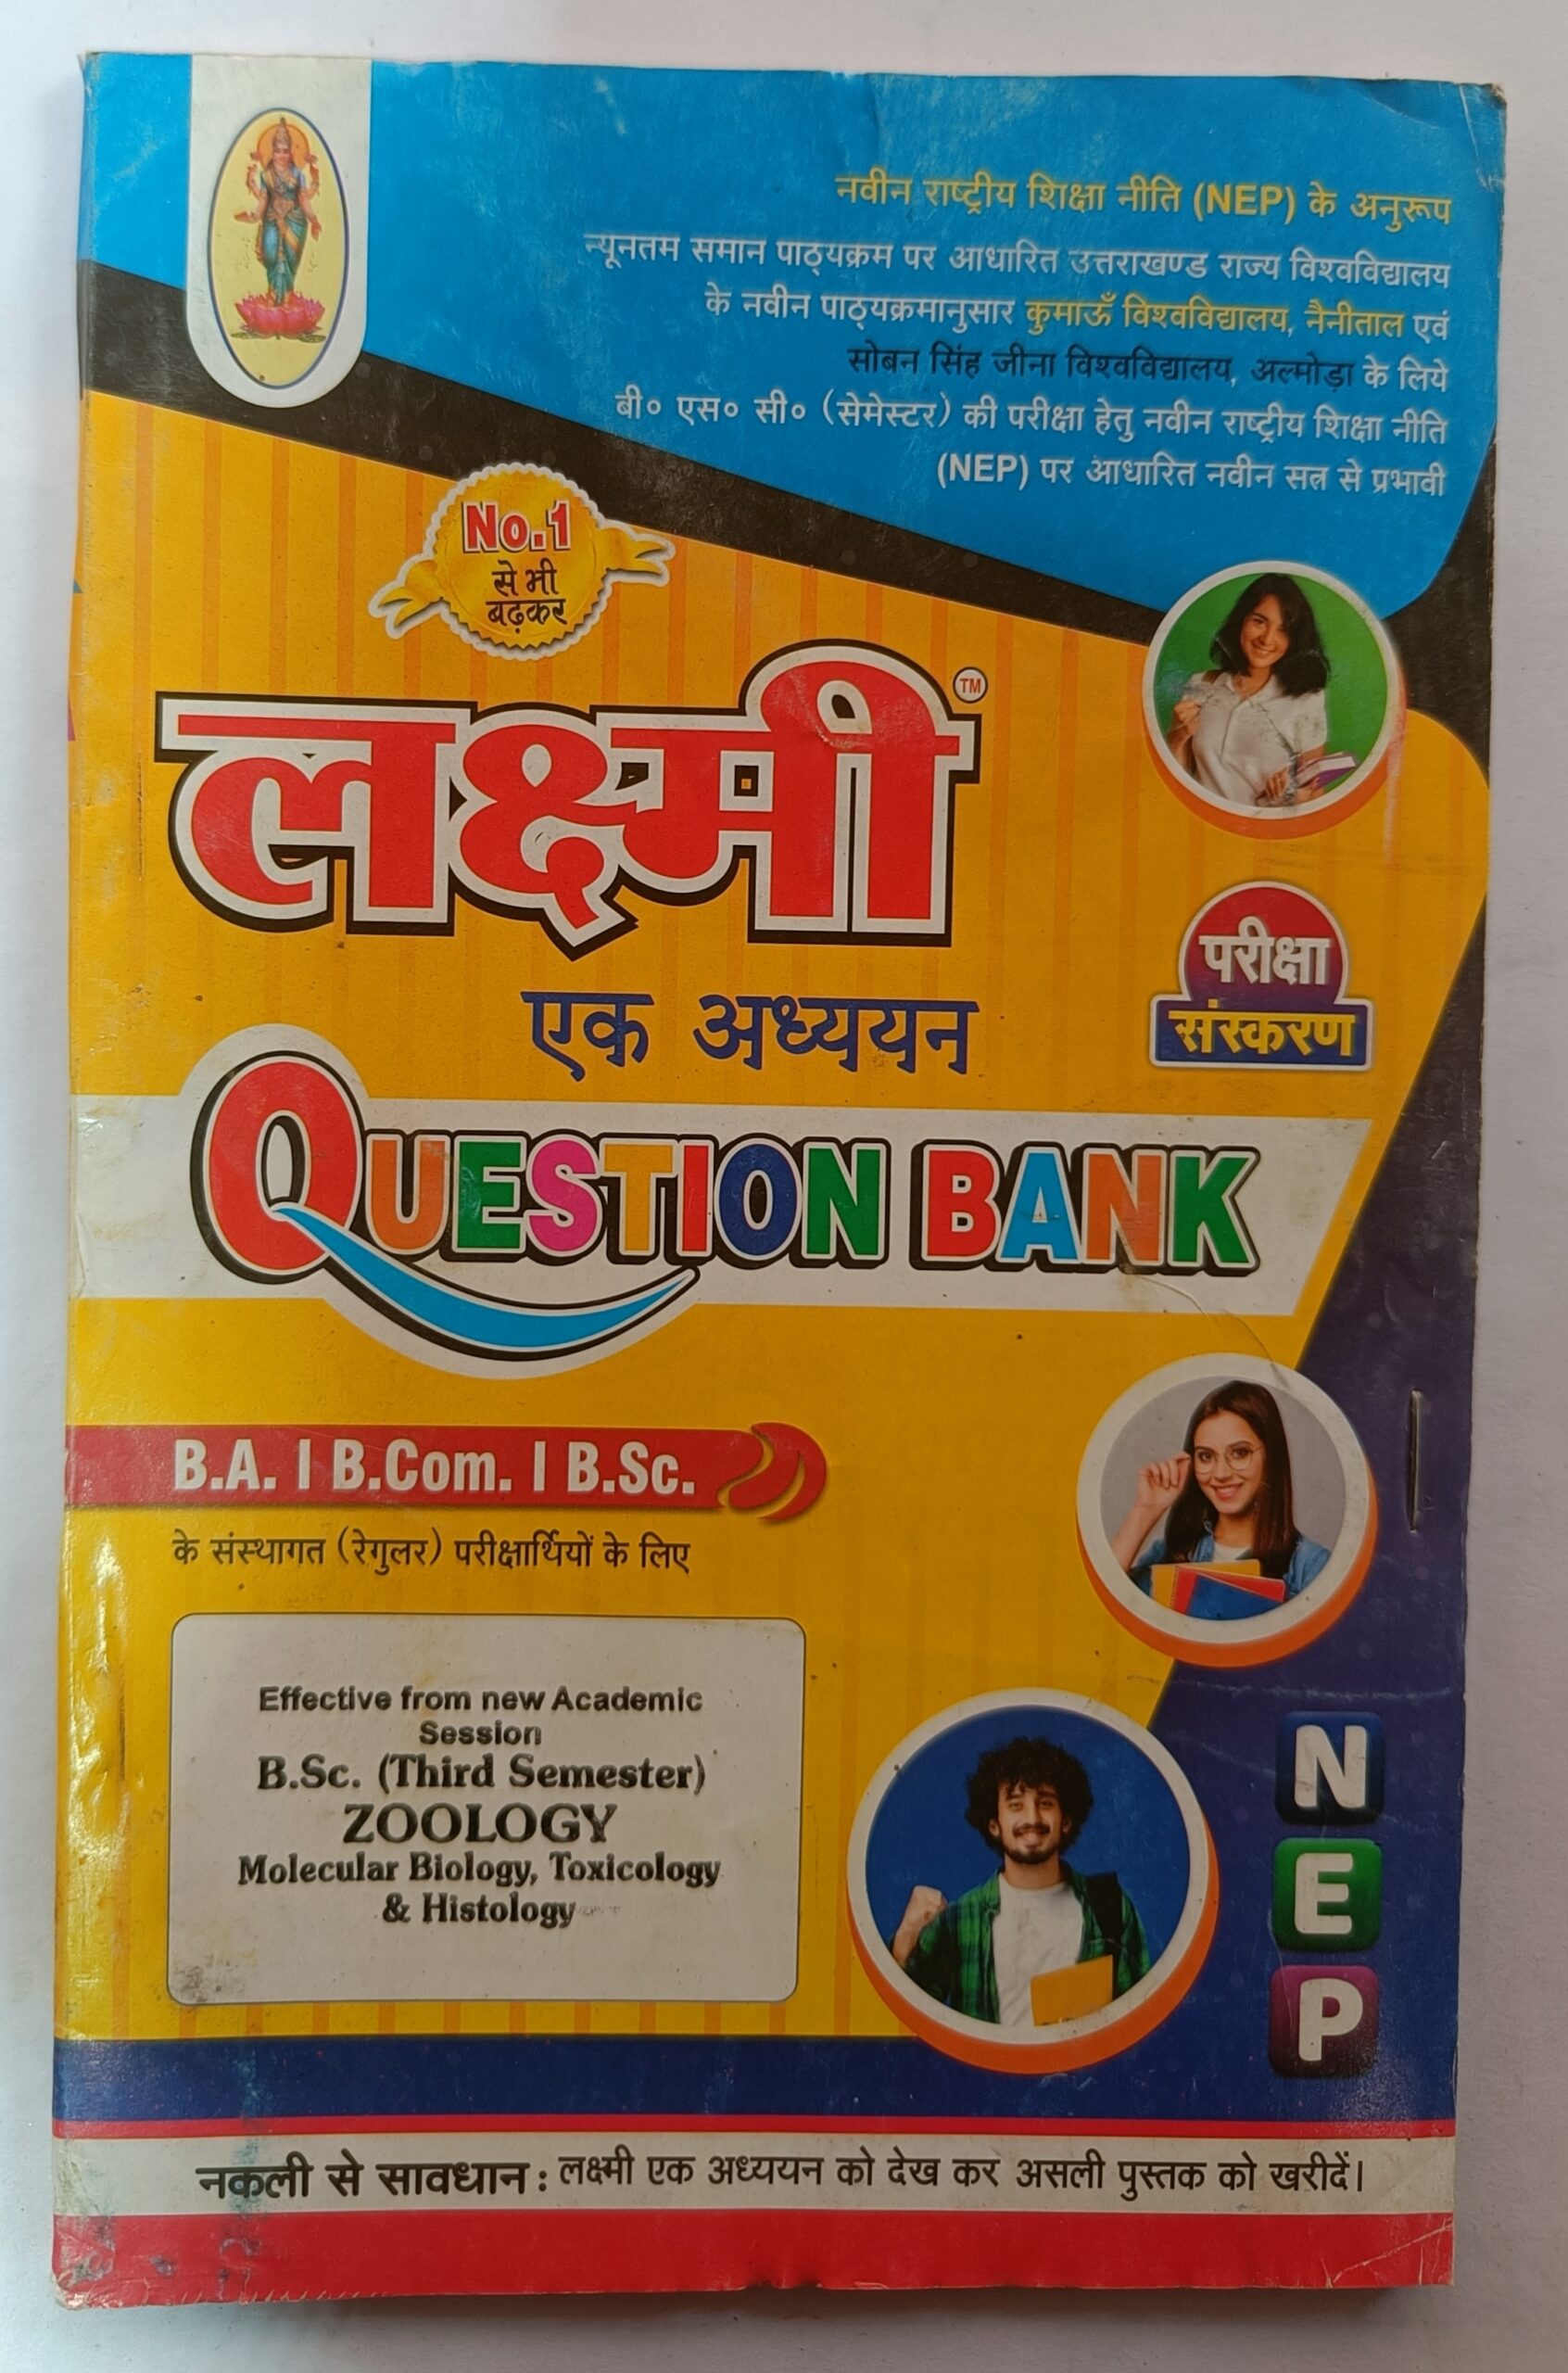 नवीन राष्ट्रीय शिक्षा नीति (NEP) के अनुरूप
न्यूनतम समान पाठ्यक्रम पर आधारित उत्तराखण्ड राज्य विश्वविद्यालय
के नवीन पाठ्यक्रमानुसार कुमाऊँ विश्वविद्यालय, नैनीताल एवं
सोबन सिंह जीना विश्वविद्यालय, अल्मोड़ा के लिये
बी० एस० सी० (सेमेस्टर) की परीक्षा हेतु नवीन राष्ट्रीय शिक्षा नीति
(NEP) पर आधारित नवीन सत्र से प्रभावी
No.1
से भी
बढ़कर
लक्ष्मी TM
एक अध्ययन
परीक्षा
संस्करण
QUESTION BANK
B.A. | B.Com. | B.Sc.
के संस्थागत (रेगुलर) परीक्षार्थियों के लिए
Effective from new Academic
Session
B.Sc. (Third Semester)
ZOOLOGY
Molecular Biology, Toxicology
& Histology
N
E
P
नकली से सावधान : लक्ष्मी एक अध्ययन को देख कर असली पुस्तक को खरीदें।